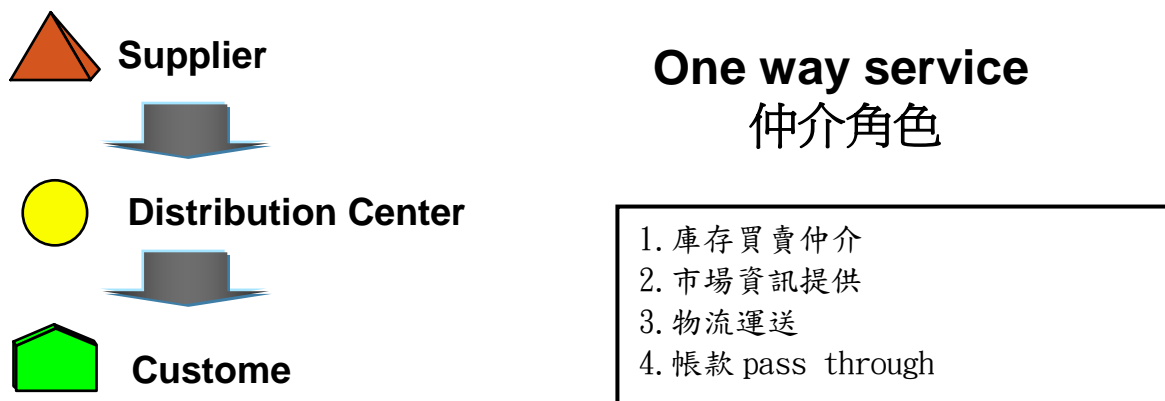 Supplier
Distribution Center
Custome
One way service
仲介角色
1. 庫存買賣仲介
2. 市場資訊提供
3. 物流運送
4. 帳款 pass through